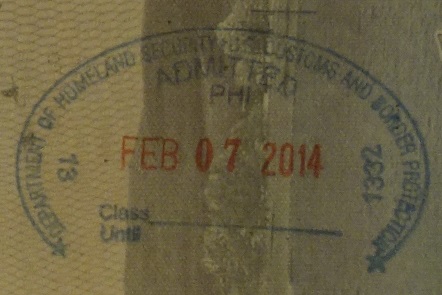 ★ DEPARTMENT OF HOMELAND SECURITY • U.S. CUSTOMS AND BORDER PROTECTION ★
ADMITTED
PHI
FEB 07 2014
13
1332
Class
Until